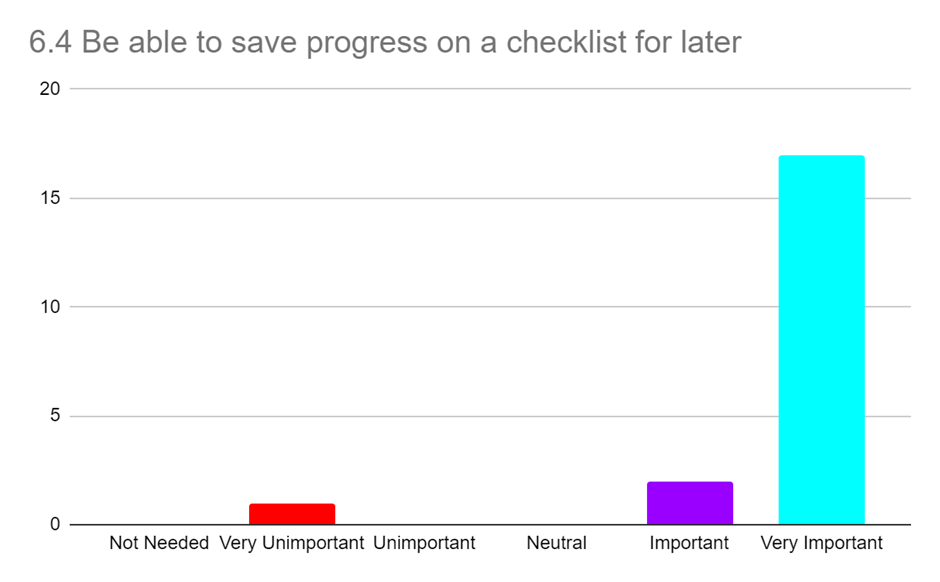 6.4 Be able to save progress on a checklist for later
20
15
10
5
0
Not Needed Very Unimportant Unimportant Neutral Important Very Important